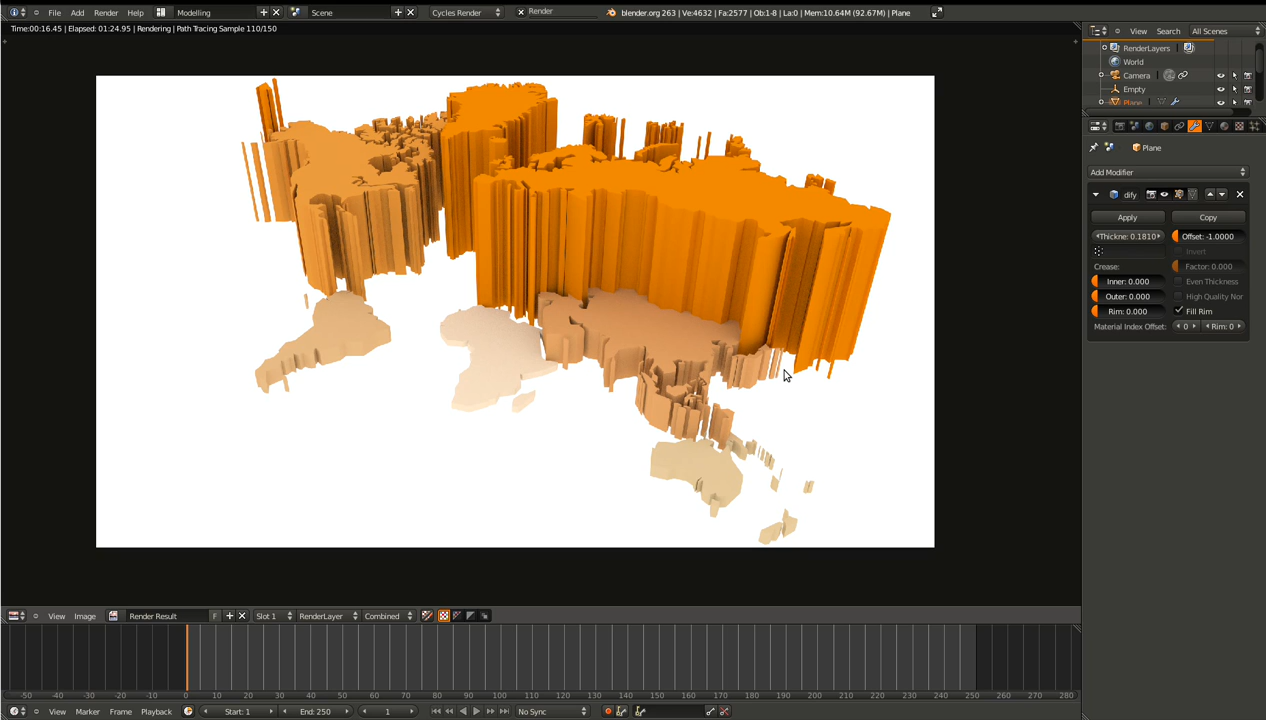 File Add Render Help Modelling Scene Cycles Render Render blender.org 263 | Ve:4632 | Fa:2577 | Ob:1-8 | La:0 | Mem:10.64M (92.67M) | Plane
Time:00:16.45 | Elapsed: 01:24.95 | Rendering | Path Tracing Sample 110/150
View Search All Scenes
RenderLayers
World
Camera
Empty
Plane
Plane
Add Modifier
dify
Apply Copy
Thickne: 0.1810 Offset: -1.0000
Invert
Crease: Factor: 0.000
Inner: 0.000 Even Thickness
Outer: 0.000 High Quality Nor
Rim: 0.000 Fill Rim
Material Index Offset: 0 Rim: 0
View Image Render Result F Slot 1 RenderLayer Combined
-50 -40 -30 -20 -10 0 10 20 30 40 50 60 70 80 90 100 110 120 130 140 150 160 170 180 190 200 210 220 230 240 250 260 270 280
View Marker Frame Playback Start: 1 End: 250 1 No Sync